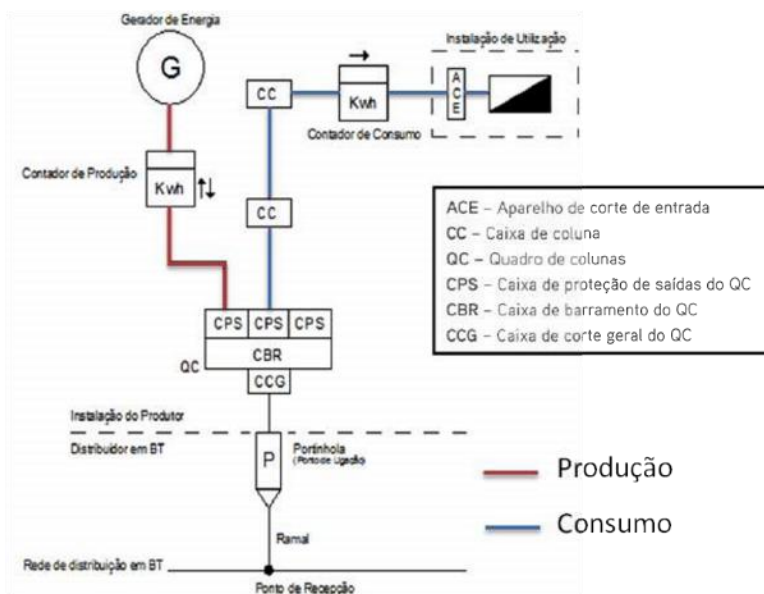 Gerador de Energia
G
Instalação de Utilização
CC
Kwh
ACE
Contador de Consumo
Contador de Produção
Kwh
CC
ACE – Aparelho de corte de entrada
CC – Caixa de coluna
QC – Quadro de colunas
CPS – Caixa de proteção de saídas do QC
CBR – Caixa de barramento do QC
CCG – Caixa de corte geral do QC
CPS CPS CPS
CBR
QC
CCG
Instalação do Produtor
Distribuidor em BT
Portinhola
(Ponto de Ligação)
P
Produção
Consumo
Ramal
Rede de distribuição em BT
Ponto de Recepção